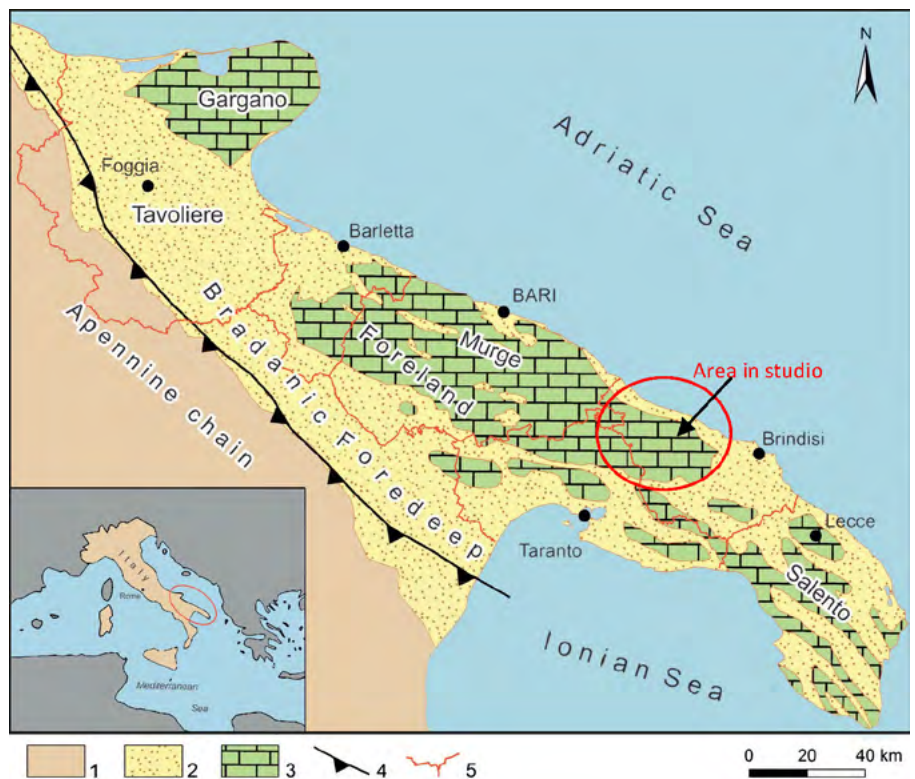 N
Gargano
Adriatic Sea
Foggia
Tavoliere
Barletta
BARI
Bradanic Foredeep
Murge
Foreland
Apennine chain
Area in studio
Brindisi
Taranto
Lecce
Salento
Ionian Sea
Italy
Rome
Mediterranean
Sea
1 2 3 4 5
0 20 40 km